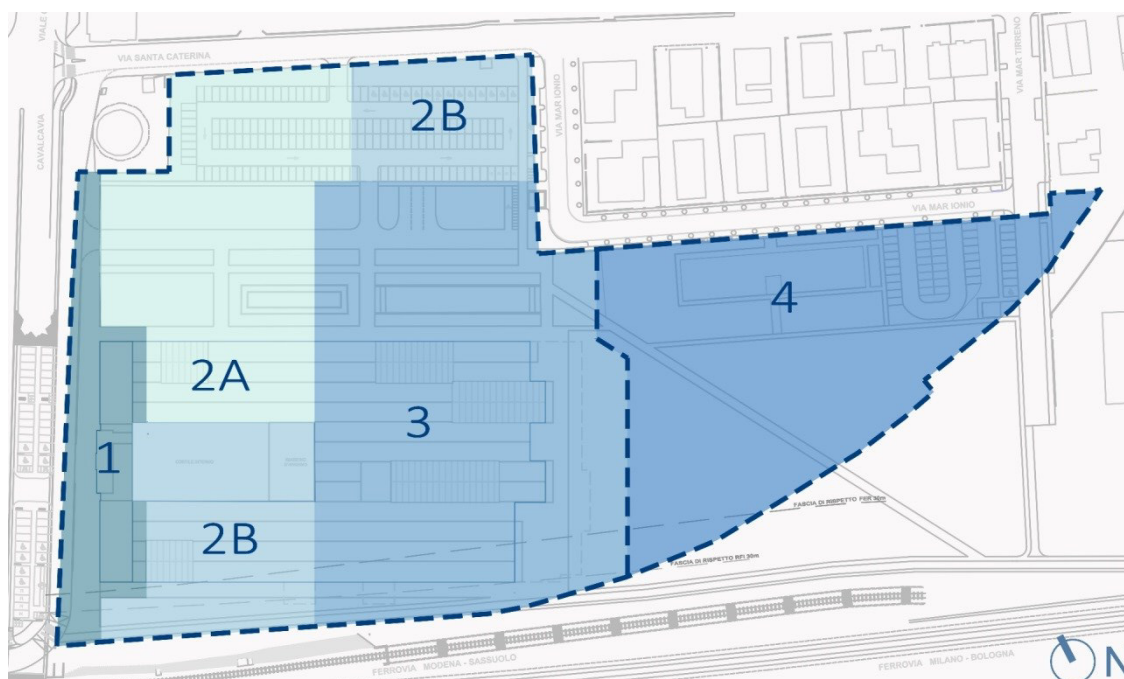 VIALE
VIA SANTA CATERINA
CAVALCAVIA
VIA MAR IONIO
VIA MAR TIRRENO
2B
VIA MAR IONIO
4
2A
3
1
2B
FASCIA DI RISPETTO FER 30m
FASCIA DI RISPETTO RFI 30m
FERROVIA MODENA - SASSUOLO
FERROVIA MILANO - BOLOGNA
N